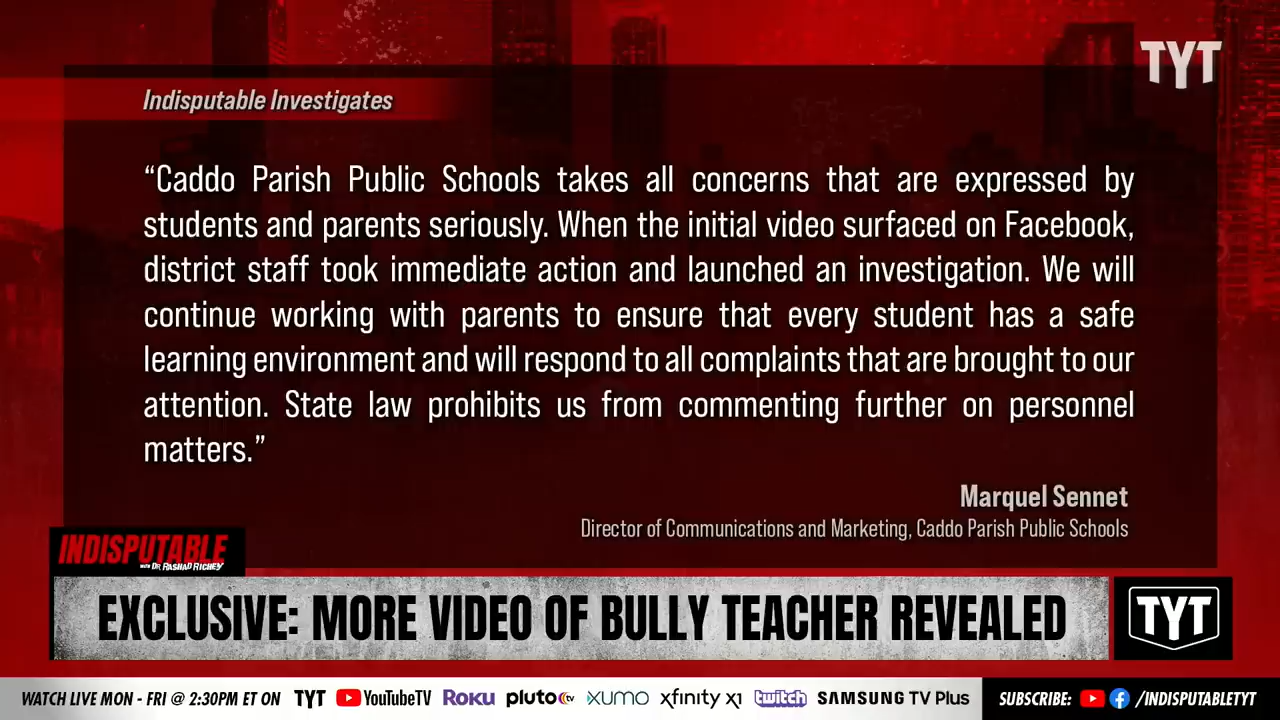 TYT
Indisputable Investigates
“Caddo Parish Public Schools takes all concerns that are expressed by
students and parents seriously. When the initial video surfaced on Facebook,
district staff took immediate action and launched an investigation. We will
continue working with parents to ensure that every student has a safe
learning environment and will respond to all complaints that are brought to our
attention. State law prohibits us from commenting further on personnel
matters.”
Marquel Sennet
Director of Communications and Marketing, Caddo Parish Public Schools
INDISPUTABLE
WITH DR. RASHAD RICHEY
EXCLUSIVE: MORE VIDEO OF BULLY TEACHER REVEALED
TYT
WATCH LIVE MON - FRI @ 2:30PM ET ON TYT YouTubeTV ROKU pluto tv xumo xfinity x1 twitch SAMSUNG TV Plus SUBSCRIBE: /INDISPUTABLETYT